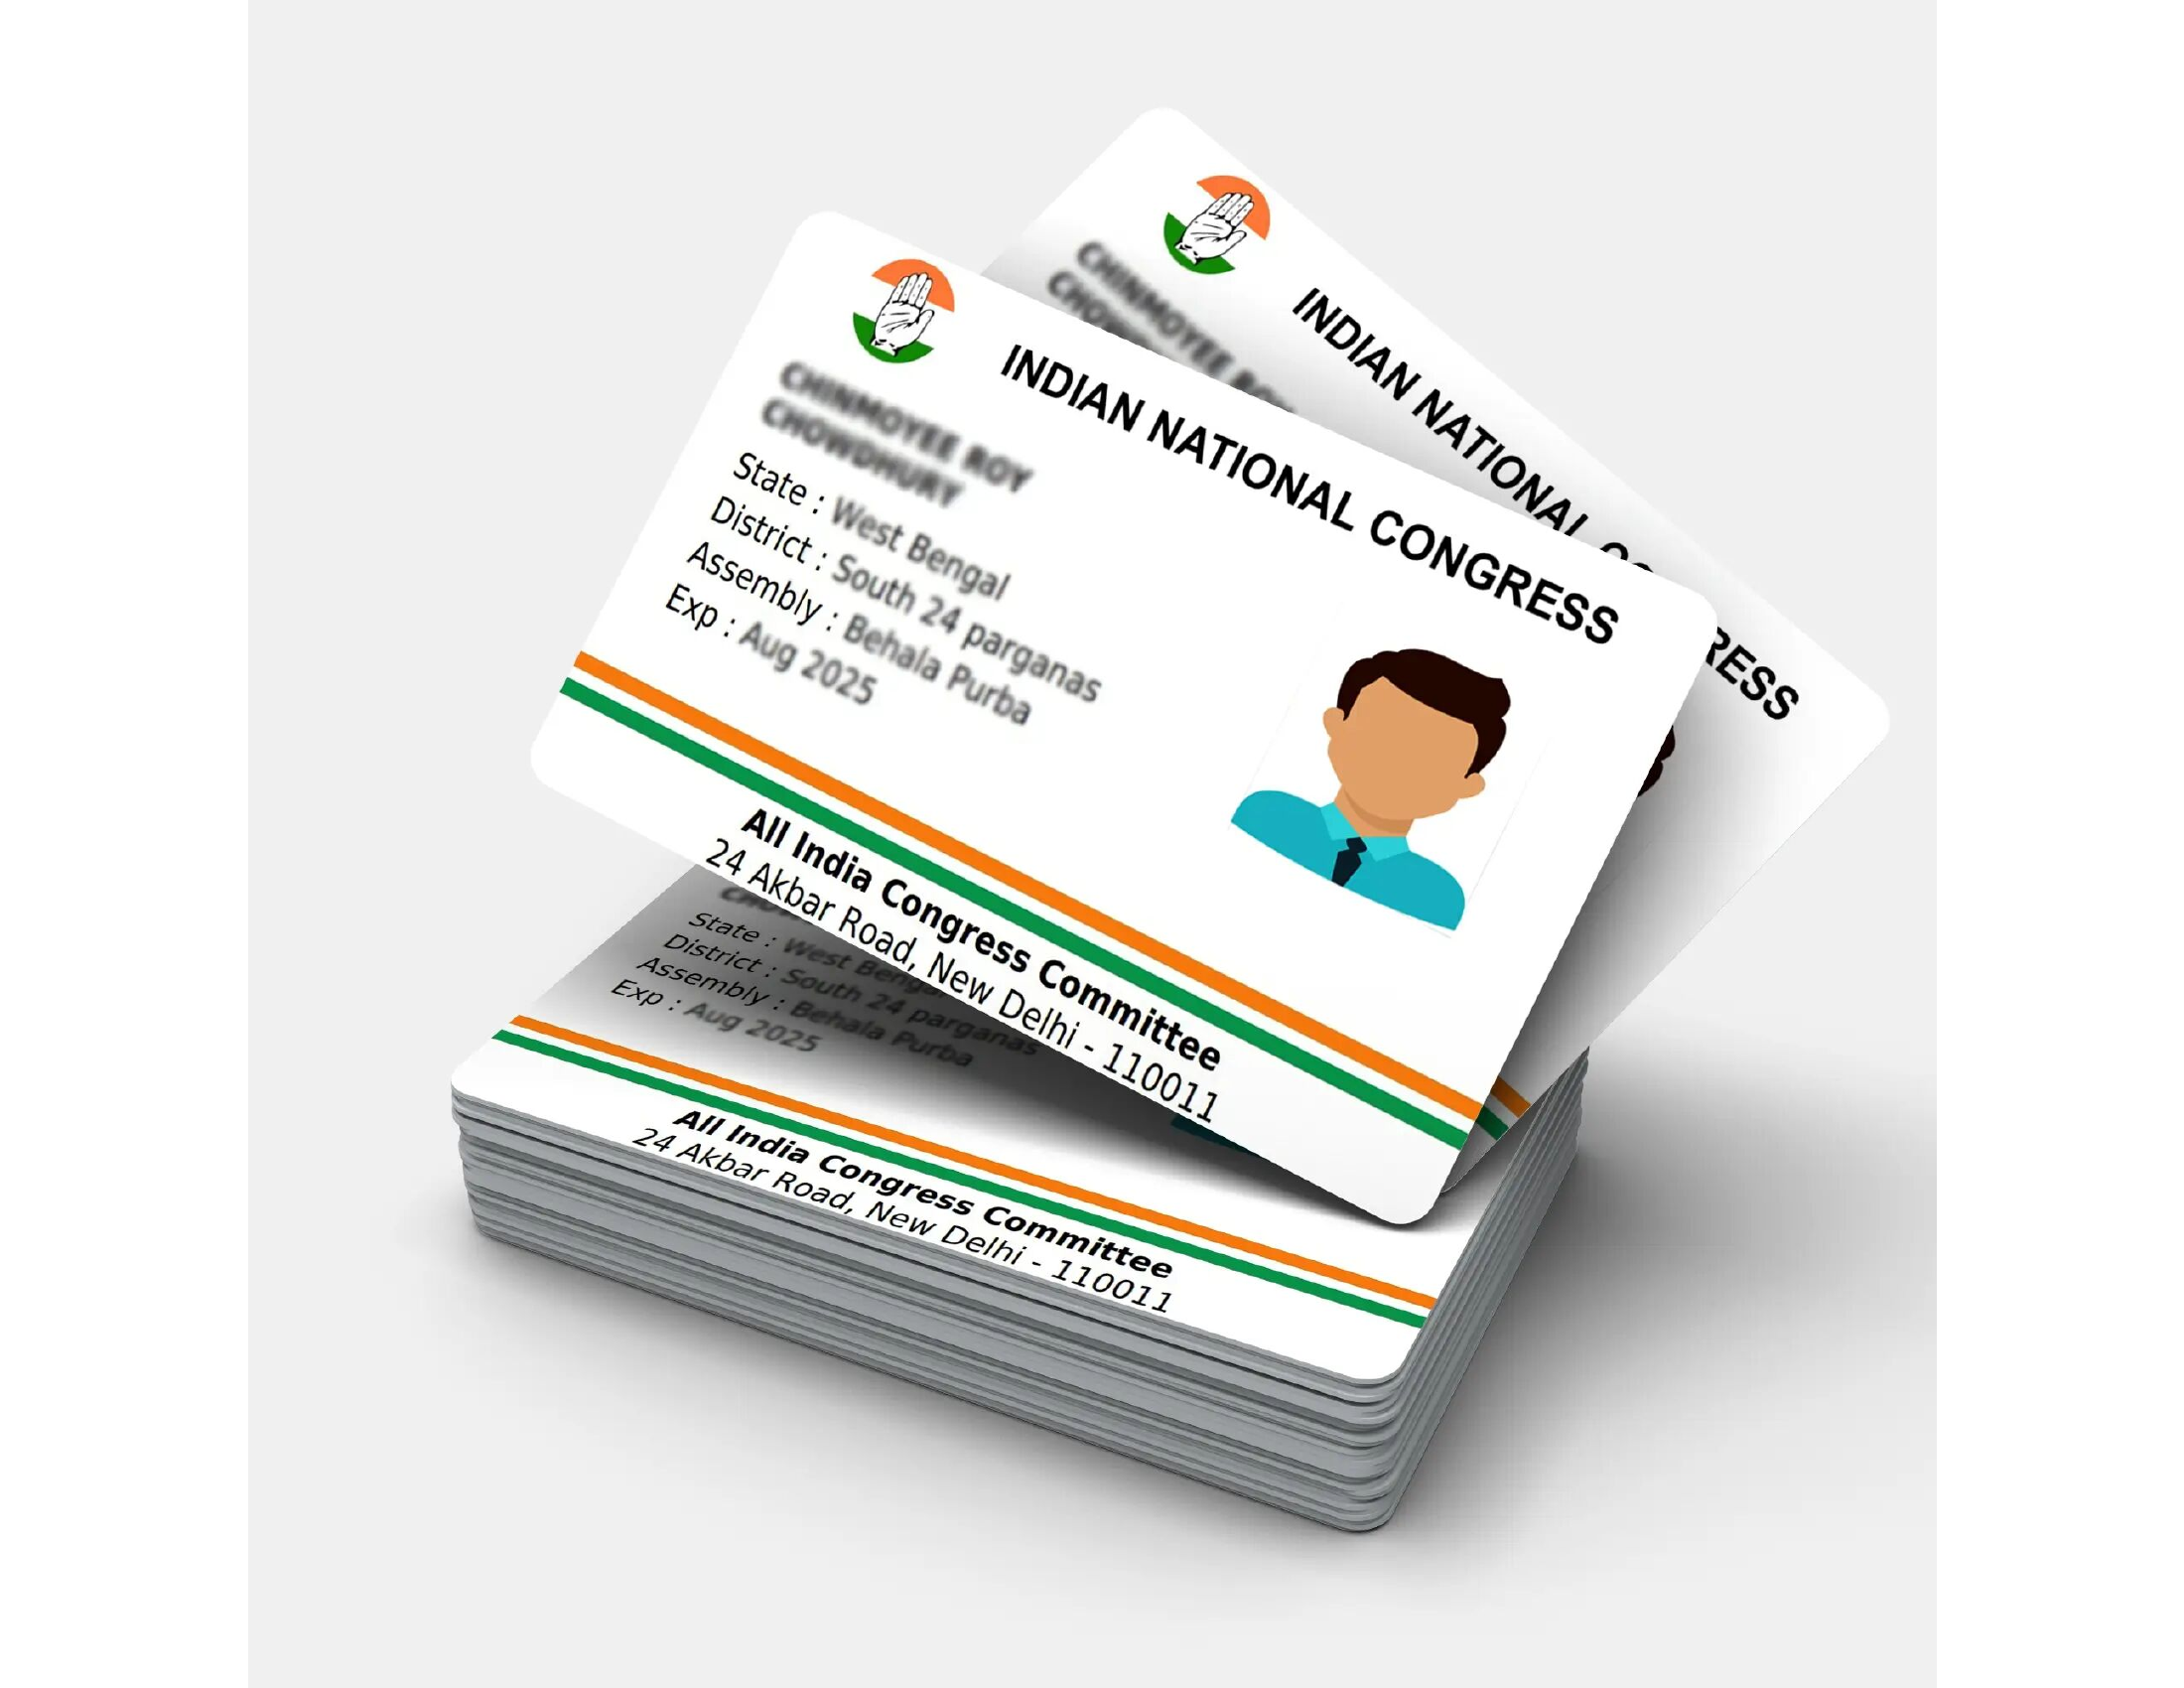 INDIAN NATIONAL CONGRESS
CHINMOYEE ROY
INDIAN NATIONAL CONGRESS
CHINMOYEE ROY
CHOWDHURY
State : West Bengal
District : South 24 parganas
Assembly : Behala Purba
Exp : Aug 2025
All India Congress Committee
24 Akbar Road, New Delhi - 110011
State : West Bengal
District : South 24 parganas
Assembly : Behala Purba
Exp : Aug 2025
All India Congress Committee
24 Akbar Road, New Delhi - 110011